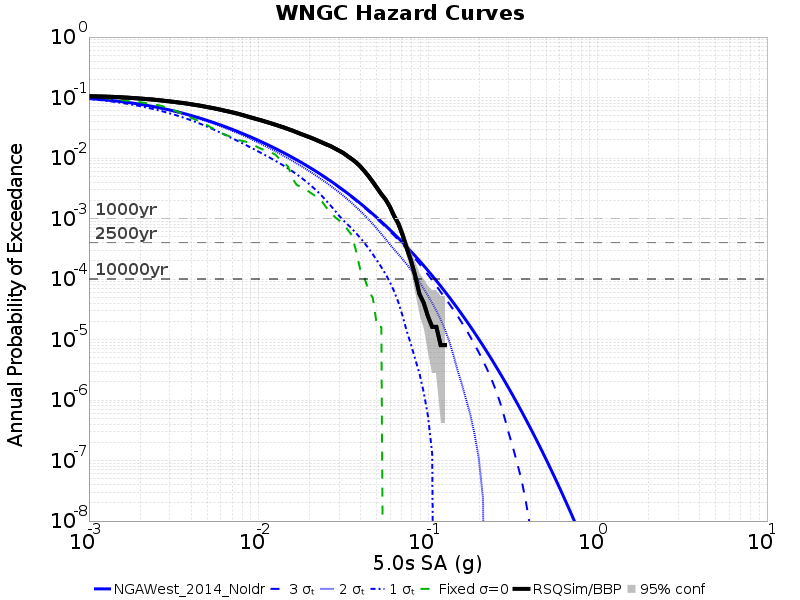 WNGC Hazard Curves
Annual Probability of Exceedance
10^0
10^-1
10^-2
10^-3
10^-4
10^-5
10^-6
10^-7
10^-8
1000yr
2500yr
10000yr
10^-3 10^-2 10^-1 10^0 10^1
5.0s SA (g)
NGAWest_2014_NoIdr 3 σₜ 2 σₜ 1 σₜ Fixed σ=0 RSQSim/BBP 95% conf